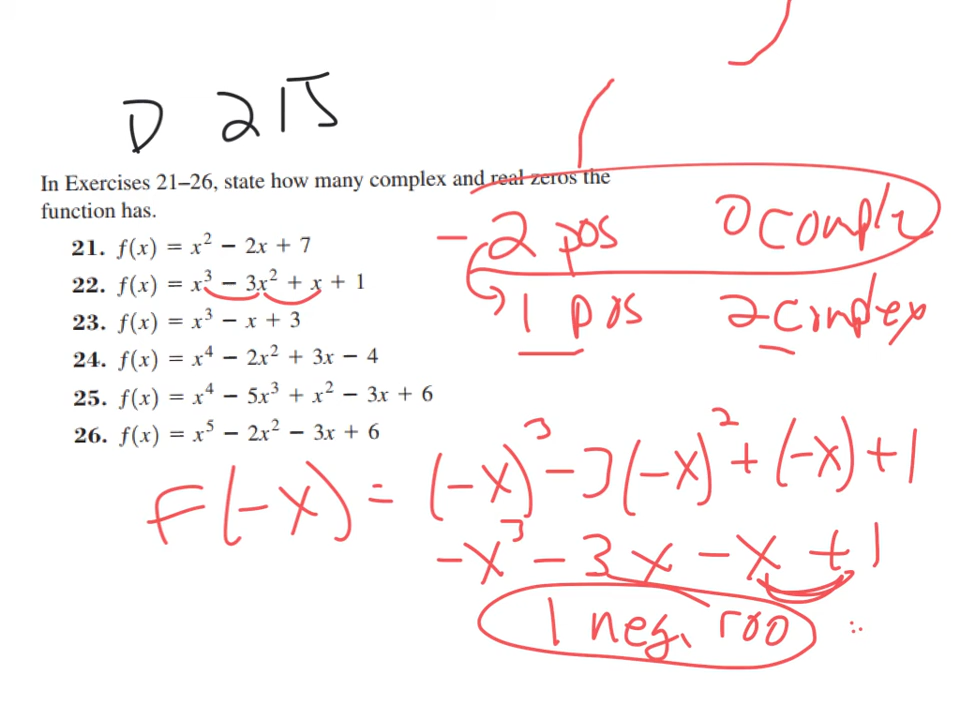 D 215
In Exercises 21–26, state how many complex and real zeros the
function has.
21. f(x) = x² − 2x + 7
22. f(x) = x³ − 3x² + x + 1
23. f(x) = x³ − x + 3
24. f(x) = x⁴ − 2x² + 3x − 4
25. f(x) = x⁴ − 5x³ + x² − 3x + 6
26. f(x) = x⁵ − 2x² − 3x + 6
− 2 pos 0 comple
1 pos 2 complex
f(−x) = (−x)³ − 3(−x)² + (−x) + 1
−x³ − 3x − x + 1
1 neg. roo